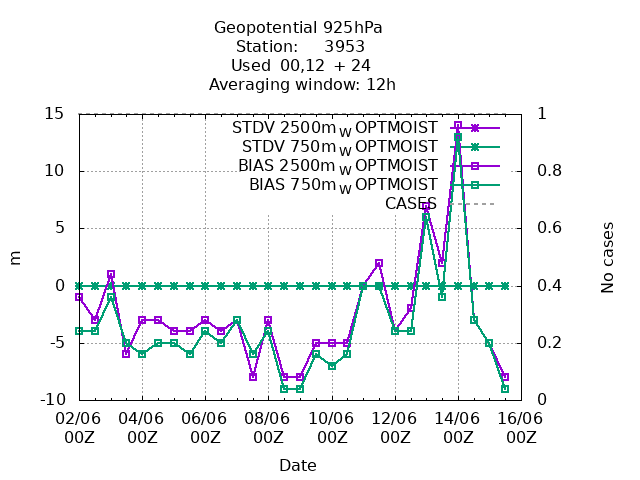 Geopotential 925hPa
Station: 3953
Used 00,12 + 24
Averaging window: 12h
STDV 2500m w OPTMOIST
STDV 750m w OPTMOIST
BIAS 2500m w OPTMOIST
BIAS 750m w OPTMOIST
CASES
15
10
5
0
-5
-10
m
1
0.8
0.6
0.4
0.2
0
No cases
02/06 04/06 06/06 08/06 10/06 12/06 14/06 16/06
00Z 00Z 00Z 00Z 00Z 00Z 00Z 00Z
Date